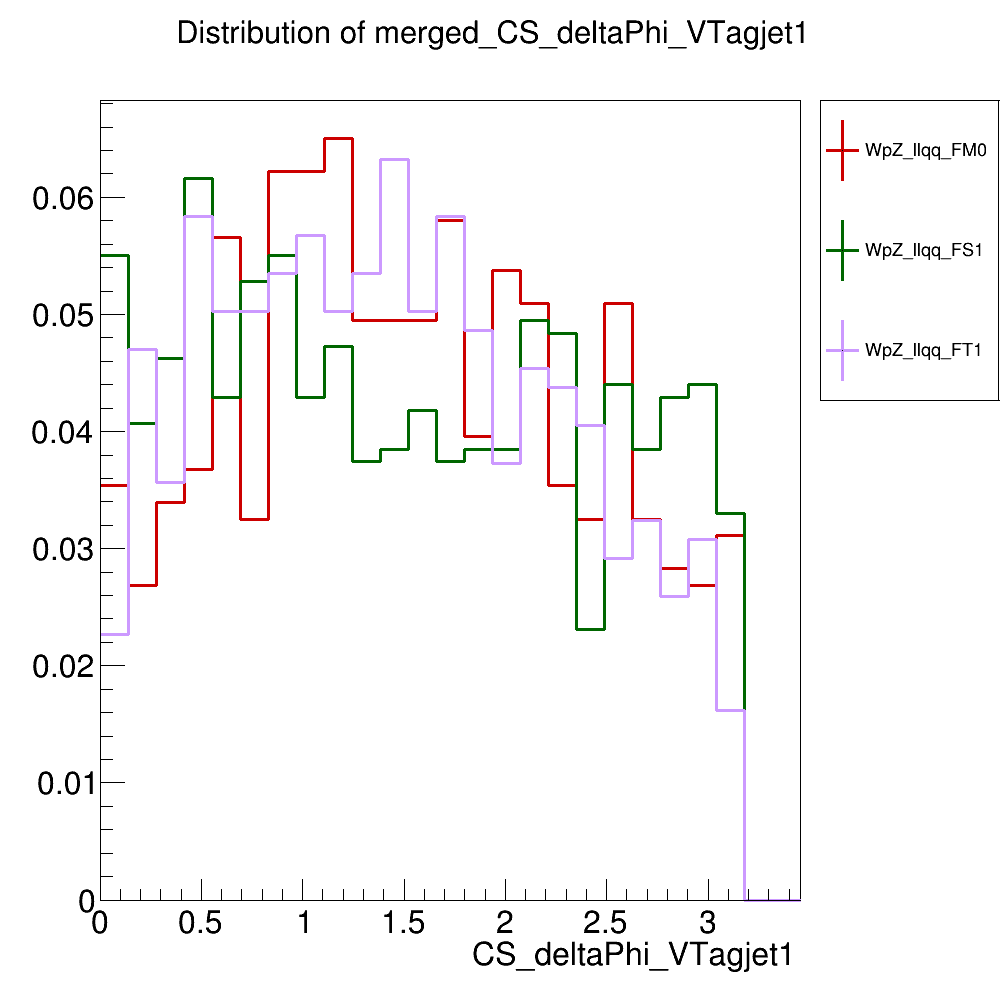 Distribution of merged_CS_deltaPhi_VTagjet1
WpZ_llqq_FM0
WpZ_llqq_FS1
WpZ_llqq_FT1
0.06
0.05
0.04
0.03
0.02
0.01
0
0 0.5 1 1.5 2 2.5 3
CS_deltaPhi_VTagjet1